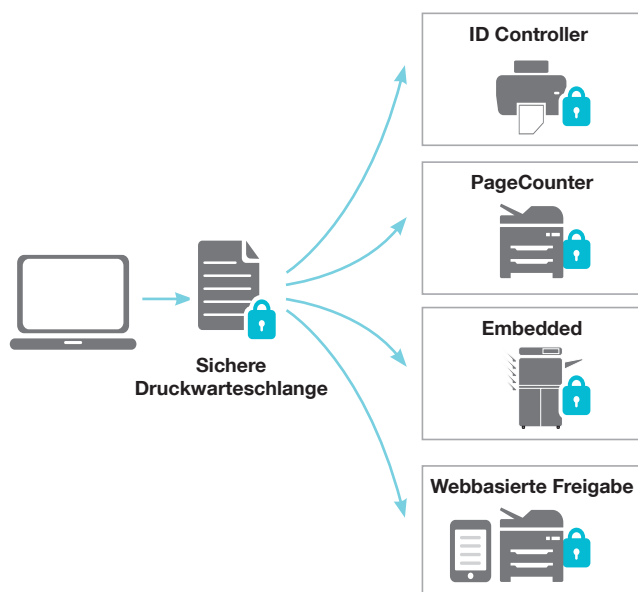 ID Controller
PageCounter
Sichere
Druckwarteschlange
Embedded
Webbasierte Freigabe